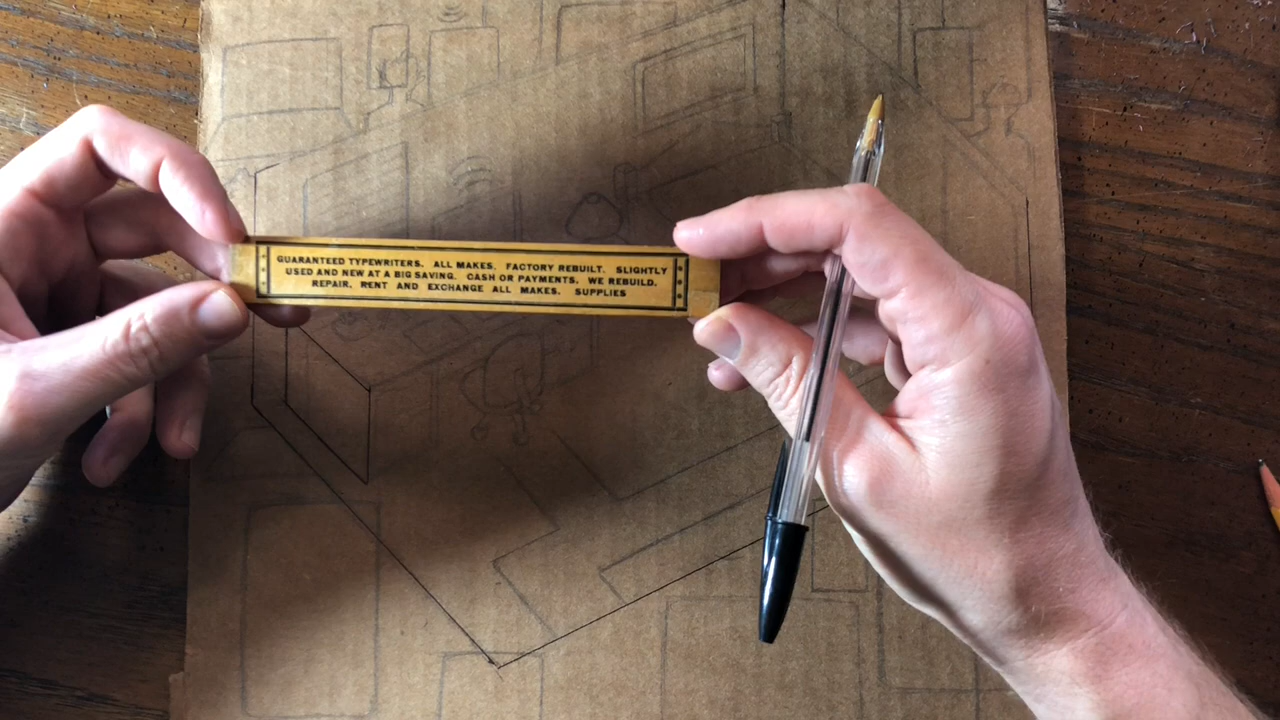 GUARANTEED TYPEWRITERS. ALL MAKES. FACTORY REBUILT. SLIGHTLY
USED AND NEW AT A BIG SAVING. CASH OR PAYMENTS. WE REBUILD.
REPAIR. RENT AND EXCHANGE ALL MAKES. SUPPLIES